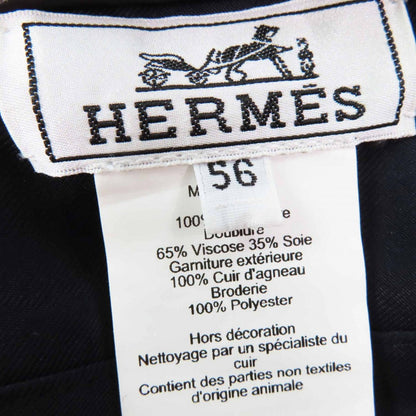 HERMÈS
56
100%
Doublure
65% Viscose 35% Soie
Garniture extérieure
100% Cuir d'agneau
Broderie
100% Polyester
Hors décoration
Nettoyage par un spécialiste du
cuir
Contient des parties non textiles
d'origine animale